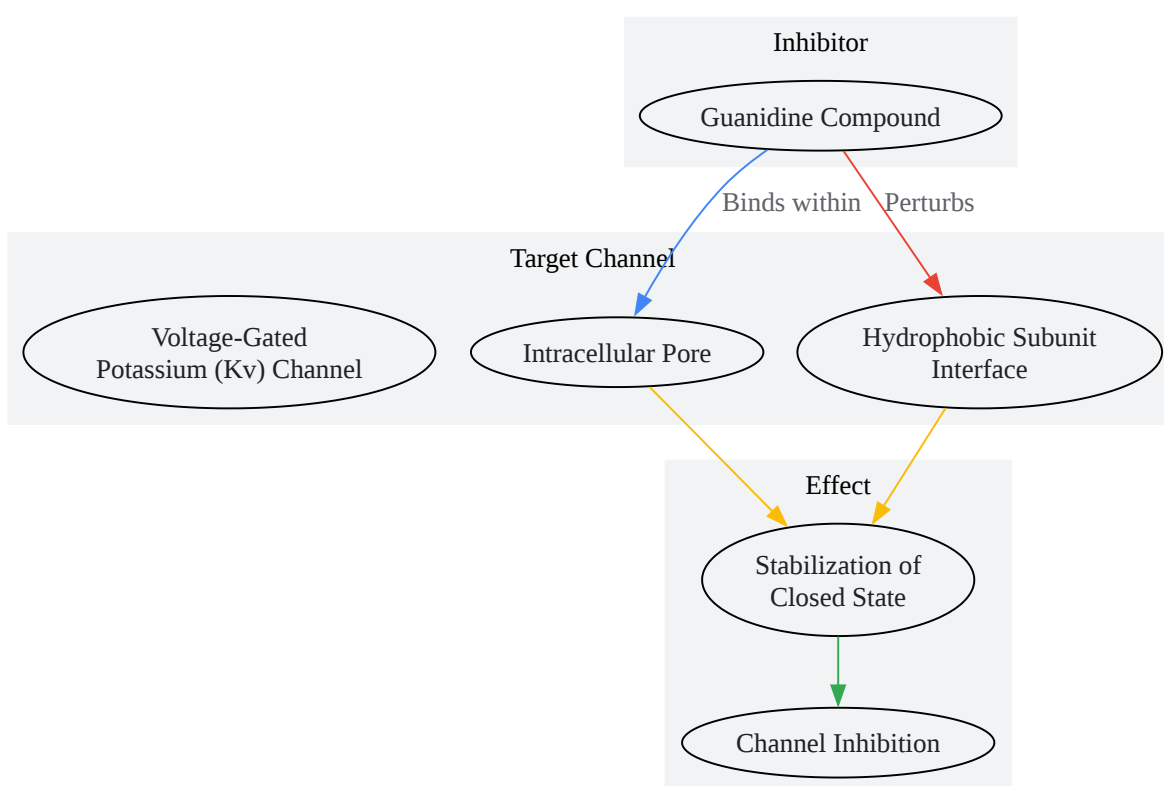 Inhibitor
Guanidine Compound
Binds within
Perturbs
Target Channel
Voltage-Gated
Potassium (Kv) Channel
Intracellular Pore
Hydrophobic Subunit
Interface
Effect
Stabilization of
Closed State
Channel Inhibition